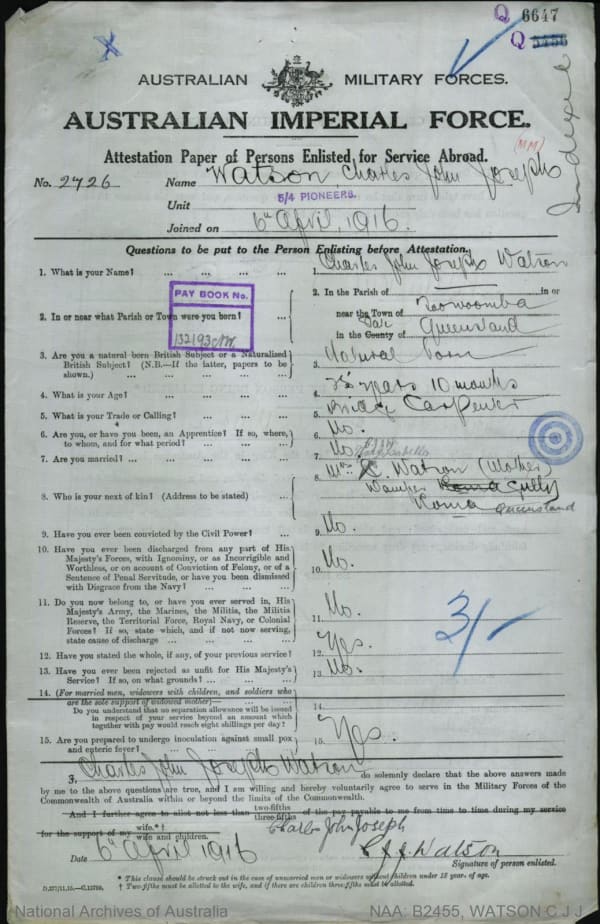 Q 6647
Q 5456
AUSTRALIAN MILITARY FORCES.
AUSTRALIAN IMPERIAL FORCE.
(MM)
Indexed
Attestation Paper of Persons Enlisted for Service Abroad.
No. 2726 Name Watson Charles John Joseph
Unit 5/4 PIONEERS.
Joined on 6th April, 1916.
Questions to be put to the Person Enlisting before Attestation.
1. What is your Name? ... ... ... ... 1. Charles John Joseph Watson
PAY BOOK No.
132193
2. In or near what Parish or Town were you born? ... 2. In the Parish of in or
near the Town of Toowoomba
in the County of Queensland
3. Are you a natural born British Subject or a Naturalized
British Subject? (N.B.—If the latter, papers to be
shown.) ... ... ... ... ... 3. Natural Born
4. What is your Age? ... ... ... ... 4. years 10 months
5. What is your Trade or Calling? ... ... ... 5. Bridge Carpenter
6. Are you, or have you been, an Apprentice? If so, where,
to whom, and for what period? ... ... ... 6. No.
7. Are you married? ... ... ... ... 7. No
8. Who is your next of kin? (Address to be stated) ... 8. Mrs Watson (Mother)
Roma Gully
Roma Queensland
9. Have you ever been convicted by the Civil Power? ... 9. No.
10. Have you ever been discharged from any part of His
Majesty's Forces, with Ignominy, or as Incorrigible and
Worthless, or on account of Conviction of Felony, or of a
Sentence of Penal Servitude, or have you been dismissed
with Disgrace from the Navy? ... ... ... 10. No.
11. Do you now belong to, or have you ever served in, His
Majesty's Army, the Marines, the Militia, the Militia
Reserve, the Territorial Force, Royal Navy, or Colonial
Forces? If so, state which, and if not now serving,
state cause of discharge ... ... ... 11. No.
3/-
12. Have you stated the whole, if any, of your previous service? 12. Yes.
13. Have you ever been rejected as unfit for His Majesty's
Service? If so, on what grounds? ... ... ... 13. No.
14. (For married men, widowers with children, and soldiers who
are the sole support of widowed mother)—
Do you understand that no separation allowance will be issued
in respect of your service beyond an amount which
together with pay would reach eight shillings per day? 14.
15. Are you prepared to undergo inoculation against small pox
and enteric fever? ... ... ... ... 15. Yes.
I, Charles John Joseph Watson do solemnly declare that the above answers made
by me to the above questions are true, and I am willing and hereby voluntarily agree to serve in the Military Forces of the
Commonwealth of Australia within or beyond the limits of the Commonwealth.
And I further agree to allot not less than two-fifths three-fifths of the pay payable to me from time to time during my service
for the support of my wife.*† wife and children.
Charles John Joseph
Date 6th April 1916 C J J. Watson
Signature of person enlisted.
* This clause should be struck out in the case of unmarried men or widowers without children under 18 years of age.
† Two-fifths must be allotted to the wife, and if there are children three-fifths must be allotted.
National Archives of Australia NAA: B2455, WATSON C J J